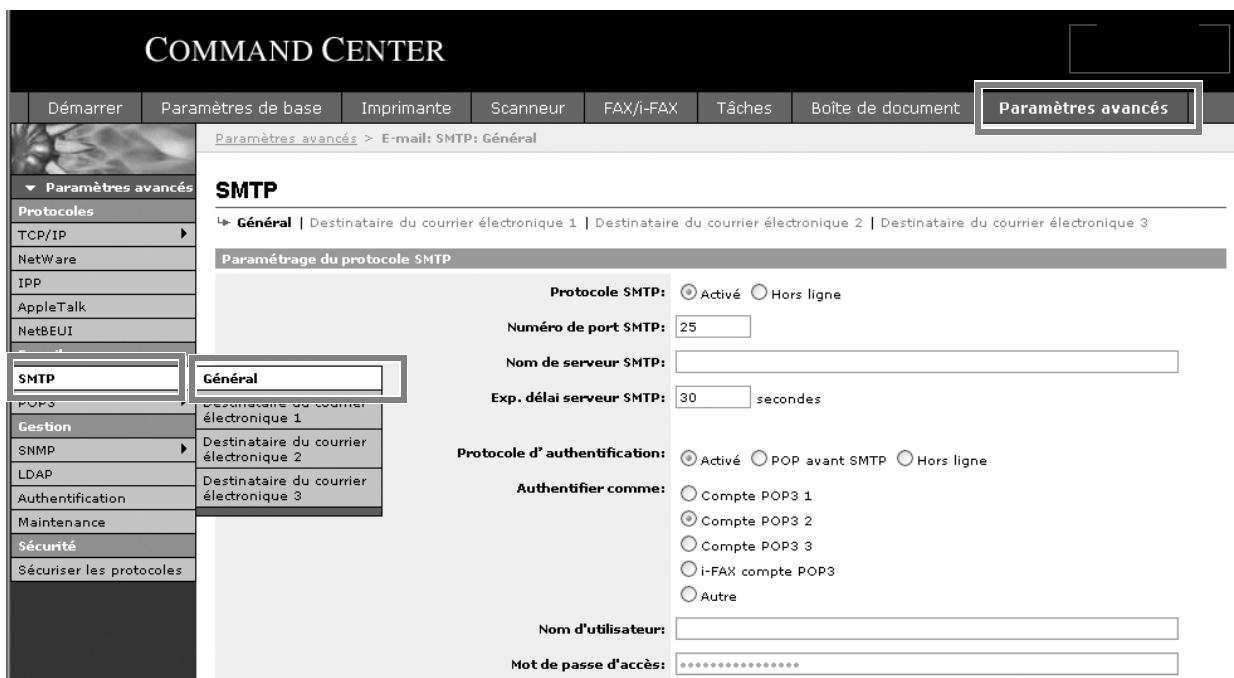 COMMAND CENTER
Démarrer Paramètres de base Imprimante Scanneur FAX/i-FAX Tâches Boîte de document Paramètres avancés
Paramètres avancés > E-mail: SMTP: Général
Paramètres avancés
Protocoles
TCP/IP
NetWare
IPP
AppleTalk
NetBEUI
SMTP
POP3
Gestion
SNMP
LDAP
Authentification
Maintenance
Sécurité
Sécuriser les protocoles
Général
Destinataire du courrier
électronique 1
Destinataire du courrier
électronique 2
Destinataire du courrier
électronique 3
SMTP
Général | Destinataire du courrier électronique 1 | Destinataire du courrier électronique 2 | Destinataire du courrier électronique 3
Paramétrage du protocole SMTP
Protocole SMTP: Activé Hors ligne
Numéro de port SMTP: 25
Nom de serveur SMTP:
Exp. délai serveur SMTP: 30 secondes
Protocole d'authentification: Activé POP avant SMTP Hors ligne
Authentifier comme: Compte POP3 1
Compte POP3 2
Compte POP3 3
i-FAX compte POP3
Autre
Nom d'utilisateur:
Mot de passe d'accès: ••••••••••••••••